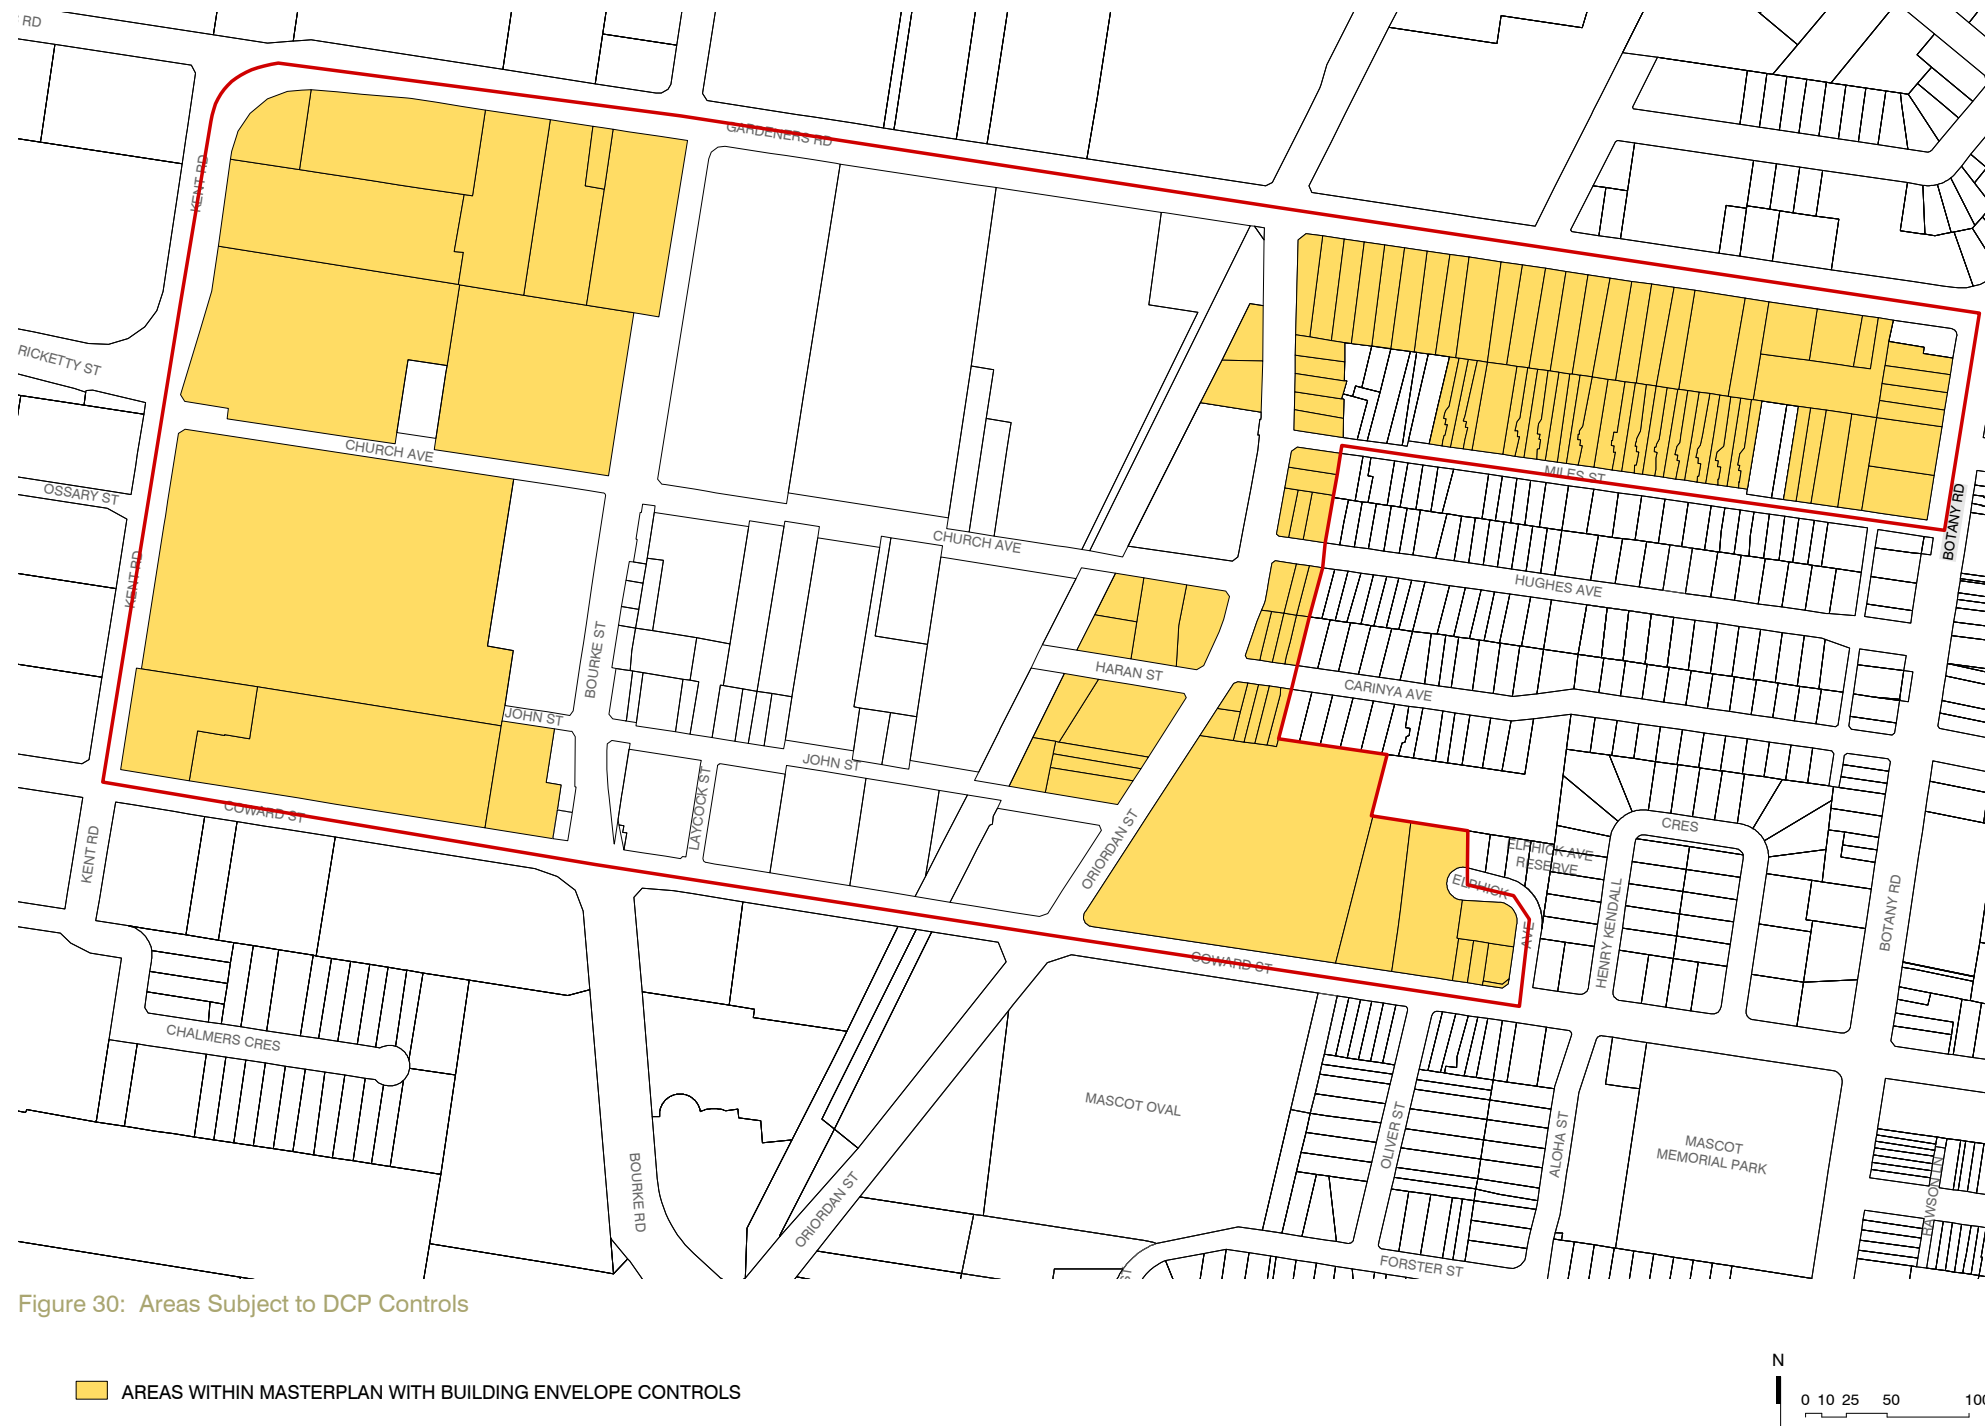 RD
GARDENERS RD
KENT RD
RICKETTY ST
CHURCH AVE
MILES ST
OSSARY ST
BOTANY RD
CHURCH AVE
KENT RD
HUGHES AVE
BOURKE ST
HARAN ST
CARINYA AVE
JOHN ST
JOHN ST
LAYCOCK ST
COWARD ST
ORIORDAN ST
CRES
KENT RD
ELPHICK AVE
RESERVE
ELPHICK
AVE
HENRY KENDALL
BOTANY RD
COWARD ST
CHALMERS CRES
MASCOT OVAL
OLIVER ST
ALOHA ST
MASCOT
MEMORIAL PARK
RAWSON LN
BOURKE RD
ORIORDAN ST
FORSTER ST
ST
Figure 30: Areas Subject to DCP Controls
N
AREAS WITHIN MASTERPLAN WITH BUILDING ENVELOPE CONTROLS
0 10 25 50 100